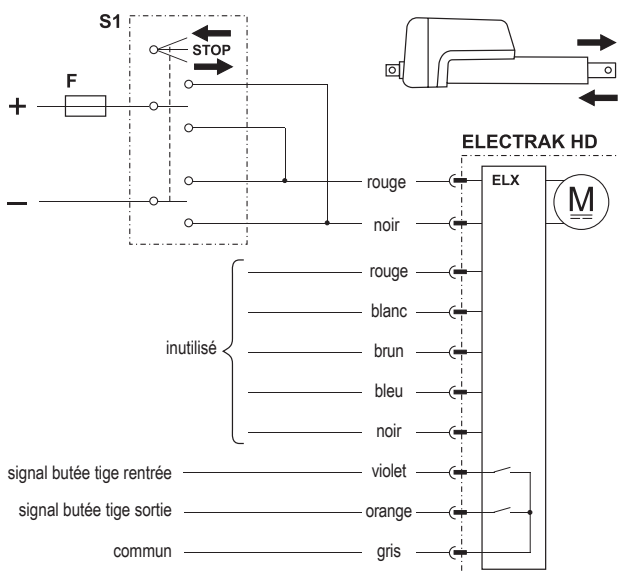 S1
STOP
F
+
−
ELECTRAK HD
ELX
M
rouge
noir
rouge
blanc
inutilisé
brun
bleu
noir
signal butée tige rentrée
violet
signal butée tige sortie
orange
commun
gris